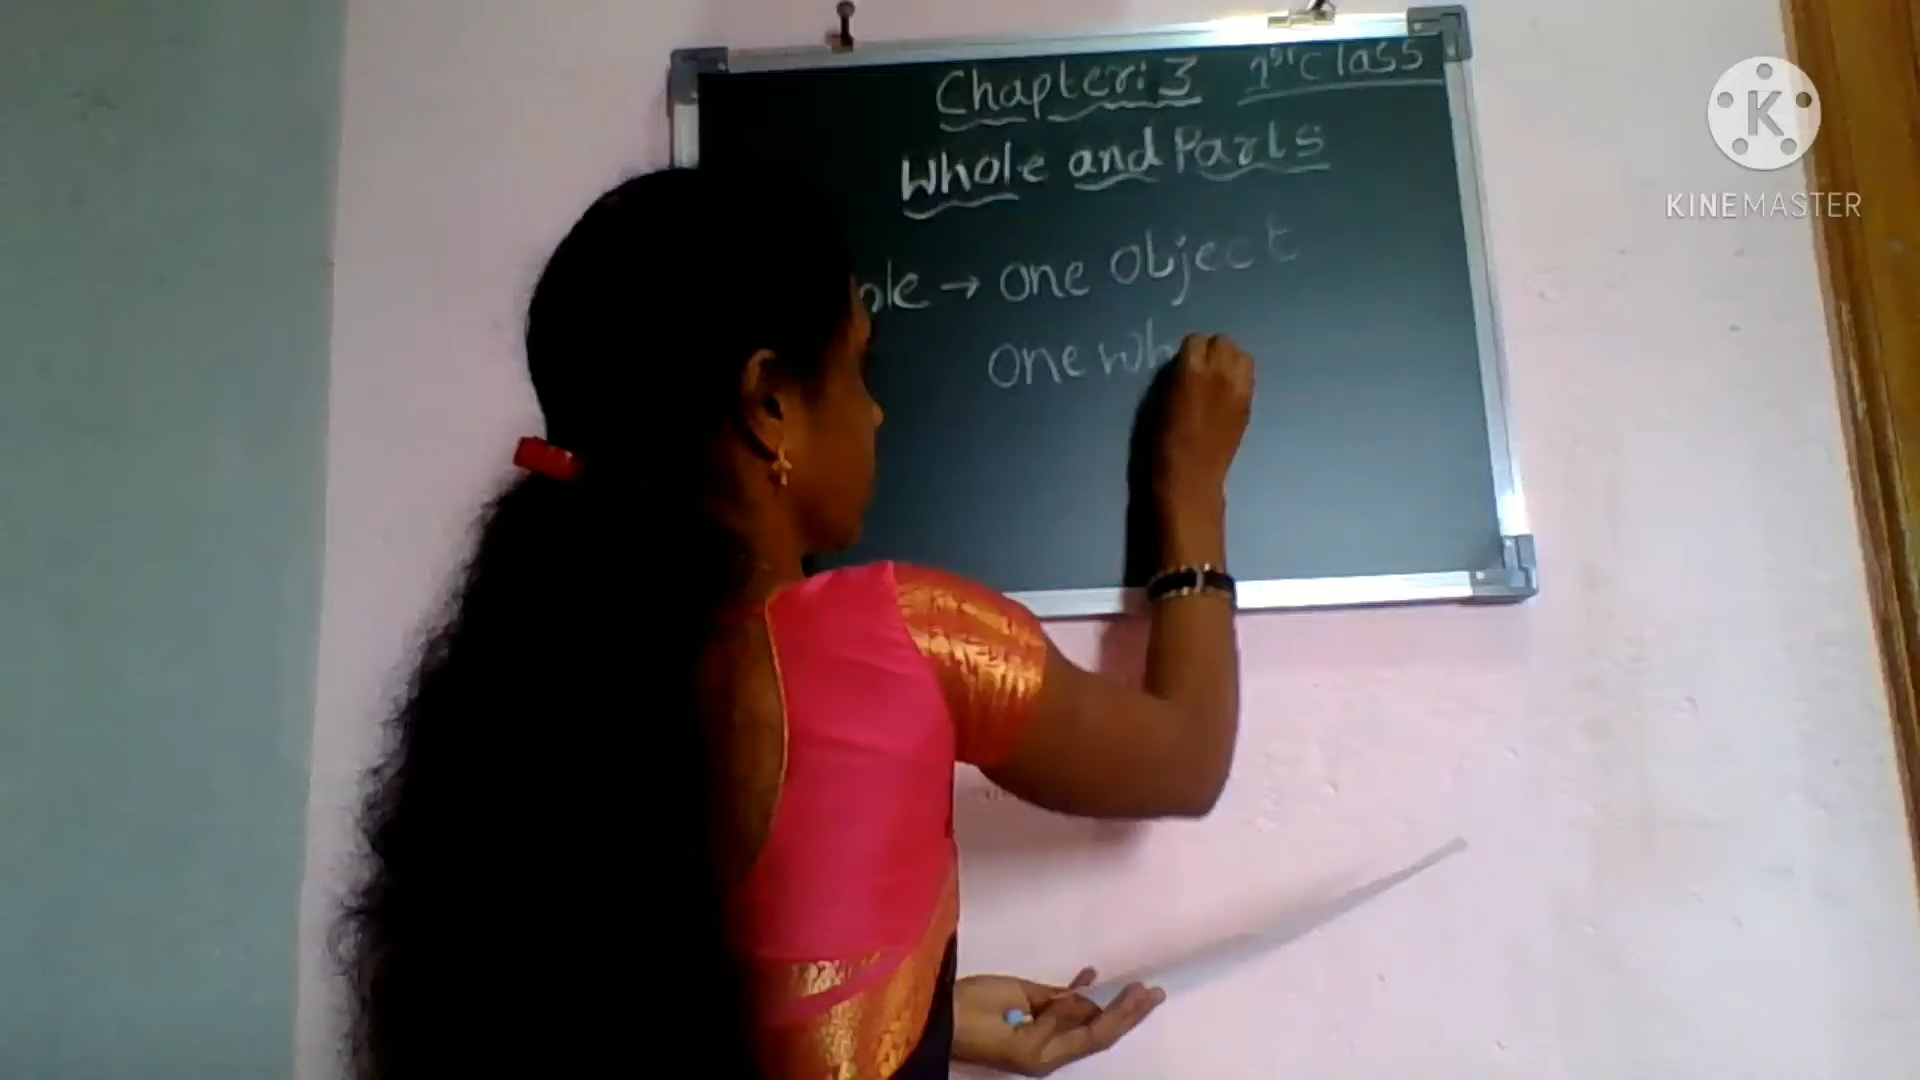 Chapter: 3 1st Class
Whole and Parts
ole → One Object
One wh
K
KINEMASTER